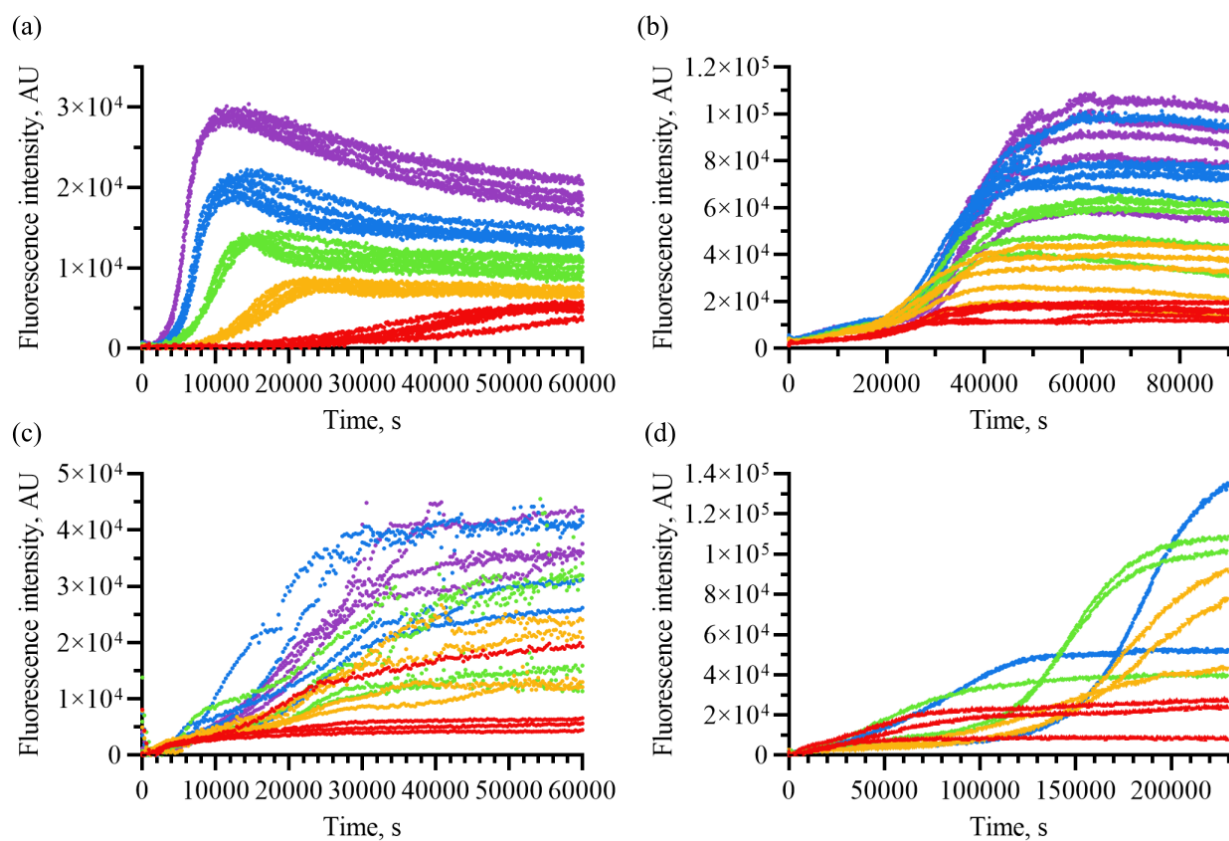 (a)
Fluorescence intensity, AU
3×10⁴
2×10⁴
1×10⁴
0
0 10000 20000 30000 40000 50000 60000
Time, s
(b)
Fluorescence intensity, AU
1.2×10⁵
1×10⁵
8×10⁴
6×10⁴
4×10⁴
2×10⁴
0
0 20000 40000 60000 80000
Time, s
(c)
Fluorescence intensity, AU
5×10⁴
4×10⁴
3×10⁴
2×10⁴
1×10⁴
0
0 10000 20000 30000 40000 50000 60000
Time, s
(d)
Fluorescence intensity, AU
1.4×10⁵
1.2×10⁵
1×10⁵
8×10⁴
6×10⁴
4×10⁴
2×10⁴
0
0 50000 100000 150000 200000
Time, s